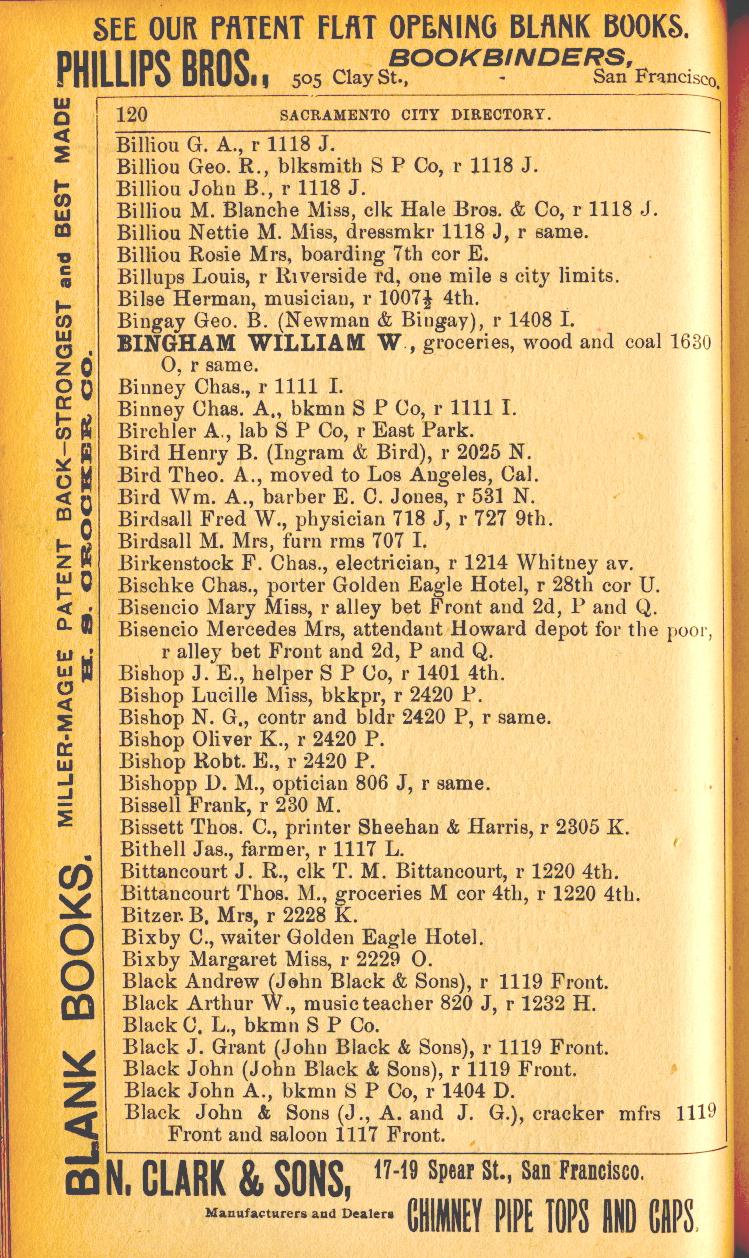 SEE OUR PATENT FLAT OPENING BLANK BOOKS.
PHILLIPS BROS., BOOKBINDERS,
505 Clay St., - San Francisco.
120 SACRAMENTO CITY DIRECTORY.
Billiou G. A., r 1118 J.
Billiou Geo. R., blksmith S P Co, r 1118 J.
Billiou John B., r 1118 J.
Billiou M. Blanche Miss, clk Hale Bros. & Co, r 1118 J.
Billiou Nettie M. Miss, dressmkr 1118 J, r same.
Billiou Rosie Mrs, boarding 7th cor E.
Billups Louis, r Riverside rd, one mile s city limits.
Bilse Herman, musician, r 1007½ 4th.
Bingay Geo. B. (Newman & Bingay), r 1408 I.
BINGHAM WILLIAM W., groceries, wood and coal 1630
O, r same.
Binney Chas., r 1111 I.
Binney Chas. A., bkmn S P Co, r 1111 I.
Birchler A., lab S P Co, r East Park.
Bird Henry B. (Ingram & Bird), r 2025 N.
Bird Theo. A., moved to Los Angeles, Cal.
Bird Wm. A., barber E. C. Jones, r 531 N.
Birdsall Fred W., physician 718 J, r 727 9th.
Birdsall M. Mrs, furn rms 707 I.
Birkenstock F. Chas., electrician, r 1214 Whitney av.
Bischke Chas., porter Golden Eagle Hotel, r 28th cor U.
Bisencio Mary Miss, r alley bet Front and 2d, P and Q.
Bisencio Mercedes Mrs, attendant Howard depot for the poor,
r alley bet Front and 2d, P and Q.
Bishop J. E., helper S P Co, r 1401 4th.
Bishop Lucille Miss, bkkpr, r 2420 P.
Bishop N. G., contr and bldr 2420 P, r same.
Bishop Oliver K., r 2420 P.
Bishop Robt. E., r 2420 P.
Bishopp D. M., optician 806 J, r same.
Bissell Frank, r 230 M.
Bissett Thos. C., printer Sheehan & Harris, r 2305 K.
Bithell Jas., farmer, r 1117 L.
Bittancourt J. R., clk T. M. Bittancourt, r 1220 4th.
Bittancourt Thos. M., groceries M cor 4th, r 1220 4th.
Bitzer B. Mrs, r 2228 K.
Bixby C., waiter Golden Eagle Hotel.
Bixby Margaret Miss, r 2229 O.
Black Andrew (John Black & Sons), r 1119 Front.
Black Arthur W., music teacher 820 J, r 1232 H.
Black C. L., bkmn S P Co.
Black J. Grant (John Black & Sons), r 1119 Front.
Black John (John Black & Sons), r 1119 Front.
Black John A., bkmn S P Co, r 1404 D.
Black John & Sons (J., A. and J. G.), cracker mfrs 1119
Front and saloon 1117 Front.
BLANK BOOKS. MILLER-MAGEE PATENT BACK—STRONGEST and BEST MADE
H. S. CROCKER CO.
N. CLARK & SONS, 17-19 Spear St., San Francisco.
Manufacturers and Dealers CHIMNEY PIPE TOPS AND CAPS.